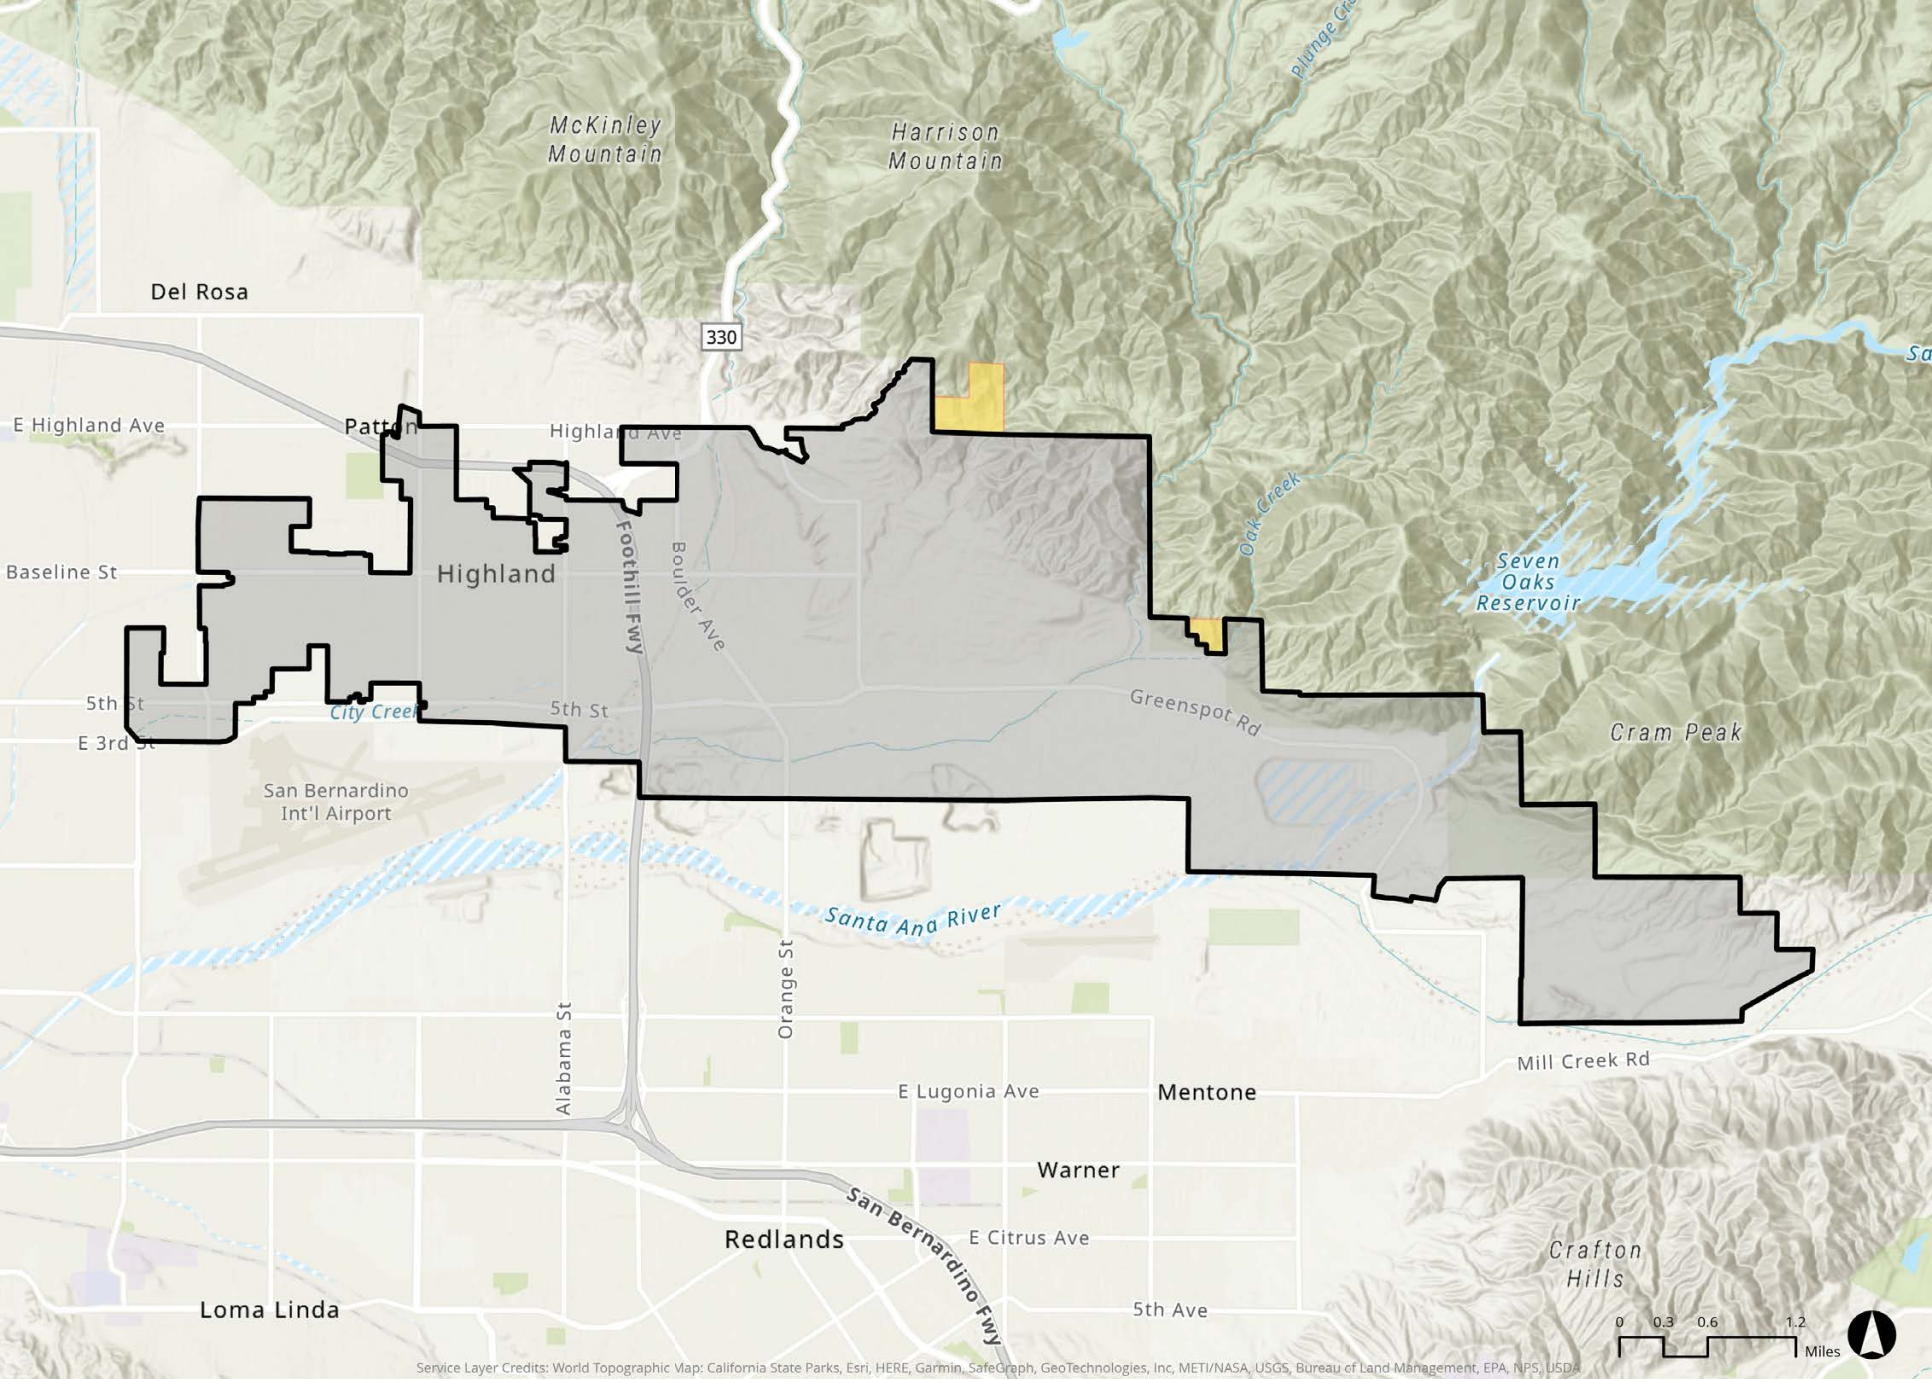 Plunge Cr
McKinley
Mountain
Harrison
Mountain
Del Rosa
330
Sa
E Highland Ave
Patton
Highland Ave
Oak Creek
Foothill Fwy
Boulder Ave
Baseline St
Highland
Seven
Oaks
Reservoir
5th St
City Creek
5th St
Greenspot Rd
E 3rd St
Cram Peak
San Bernardino
Int'l Airport
Santa Ana River
Orange St
Alabama St
Mill Creek Rd
E Lugonia Ave
Mentone
Warner
San Bernardino Fwy
Redlands
E Citrus Ave
Crafton
Hills
Loma Linda
5th Ave
0 0.3 0.6 1.2
Miles
Service Layer Credits: World Topographic Map: California State Parks, Esri, HERE, Garmin, SafeGraph, GeoTechnologies, Inc, METI/NASA, USGS, Bureau of Land Management, EPA, NPS, USDA